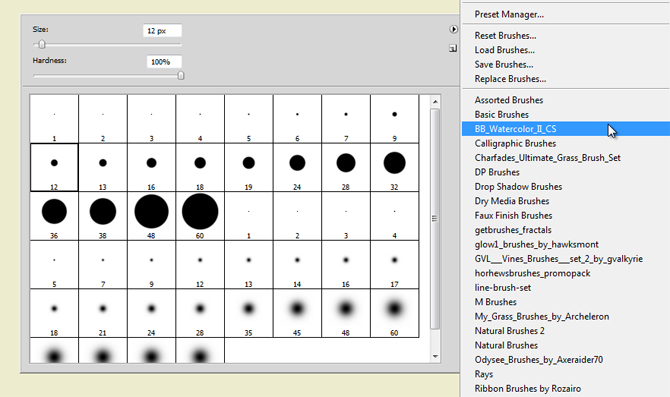 Size:
12 px
Hardness:
100%
1 2 3 4 5 6 7 9
12 13 16 18 19 24 28 32
36 38 48 60 1 2 3 4
5 7 9 12 13 14 16 17
18 21 24 28 35 45 48 60
Preset Manager...
Reset Brushes...
Load Brushes...
Save Brushes...
Replace Brushes...
Assorted Brushes
Basic Brushes
BB_Watercolor_II_CS
Calligraphic Brushes
Charfades_Ultimate_Grass_Brush_Set
DP Brushes
Drop Shadow Brushes
Dry Media Brushes
Faux Finish Brushes
getbrushes_fractals
glow1_brushes_by_hawksmont
GVL___Vines_Brushes___set_2_by_gvalkyrie
horhewsbrushes_promopack
line-brush-set
M Brushes
My_Grass_Brushes_by_Archeleron
Natural Brushes 2
Natural Brushes
Odysee_Brushes_by_Axeraider70
Rays
Ribbon Brushes by Rozairo